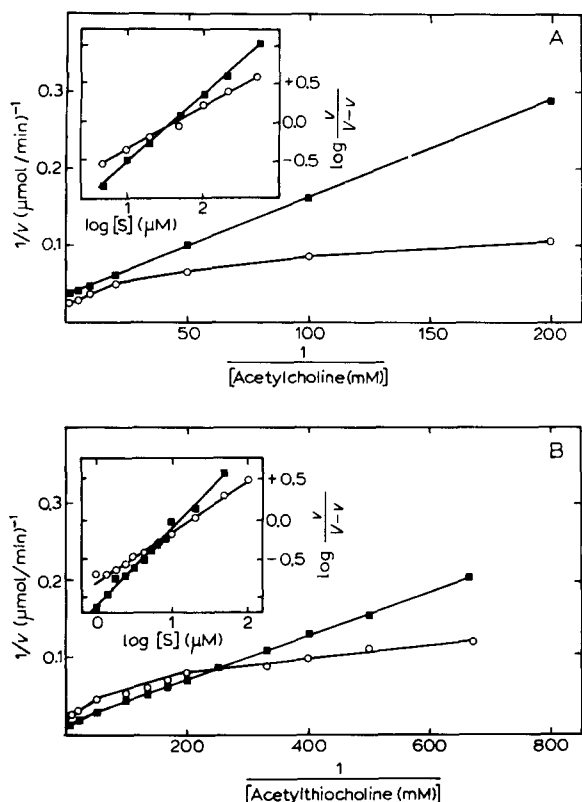 A
0.3
0.2
0.1
1/v (μmol/min)⁻¹
+0.5
0.0
-0.5
log v/V-v
1
2
log [S] (μM)
50
100
150
200
1
[Acetylcholine (mM)]
B
0.3
0.2
0.1
1/v (μmol/min)⁻¹
+0.5
0.0
-0.5
log v/V-v
0
1
2
log [S] (μM)
200
400
600
800
1
[Acetylthiocholine (mM)]